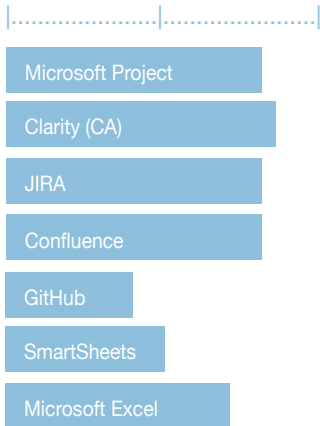 Microsoft Project
Clarity (CA)
JIRA
Confluence
GitHub
SmartSheets
Microsoft Excel